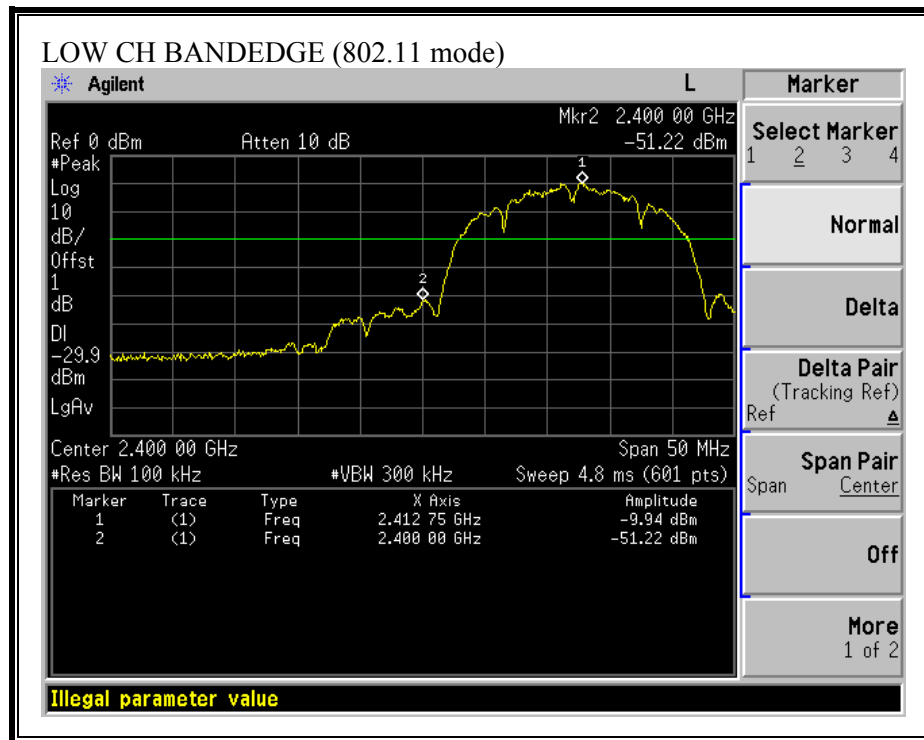 LOW CH BANDEDGE (802.11 mode)
Agilent
L
Mkr2 2.400 00 GHz
Ref 0 dBm Atten 10 dB -51.22 dBm
#Peak
Log
10
dB/
Offst
1
dB
DI
-29.9
dBm
LgAv
1
2
Center 2.400 00 GHz Span 50 MHz
#Res BW 100 kHz #VBW 300 kHz Sweep 4.8 ms (601 pts)
Marker Trace Type X Axis Amplitude
1 (1) Freq 2.412 75 GHz -9.94 dBm
2 (1) Freq 2.400 00 GHz -51.22 dBm
Illegal parameter value
Marker
Select Marker
1 2 3 4
Normal
Delta
Delta Pair
(Tracking Ref)
Ref Δ
Span Pair
Span Center
Off
More
1 of 2